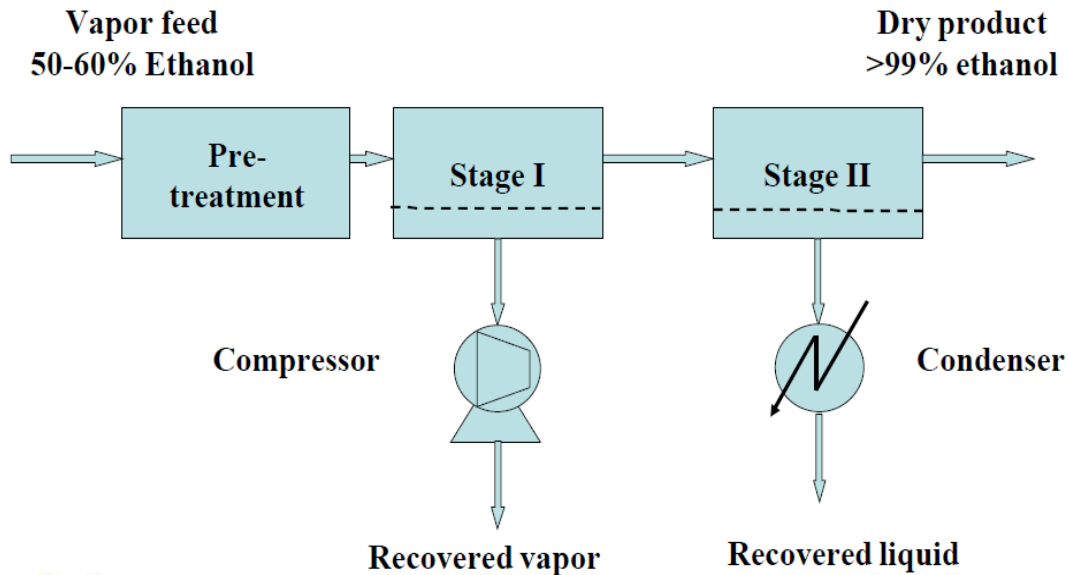 Vapor feed
50-60% Ethanol
Dry product
>99% ethanol
Pre-
treatment
Stage I
Stage II
Compressor
Condenser
Recovered vapor
Recovered liquid